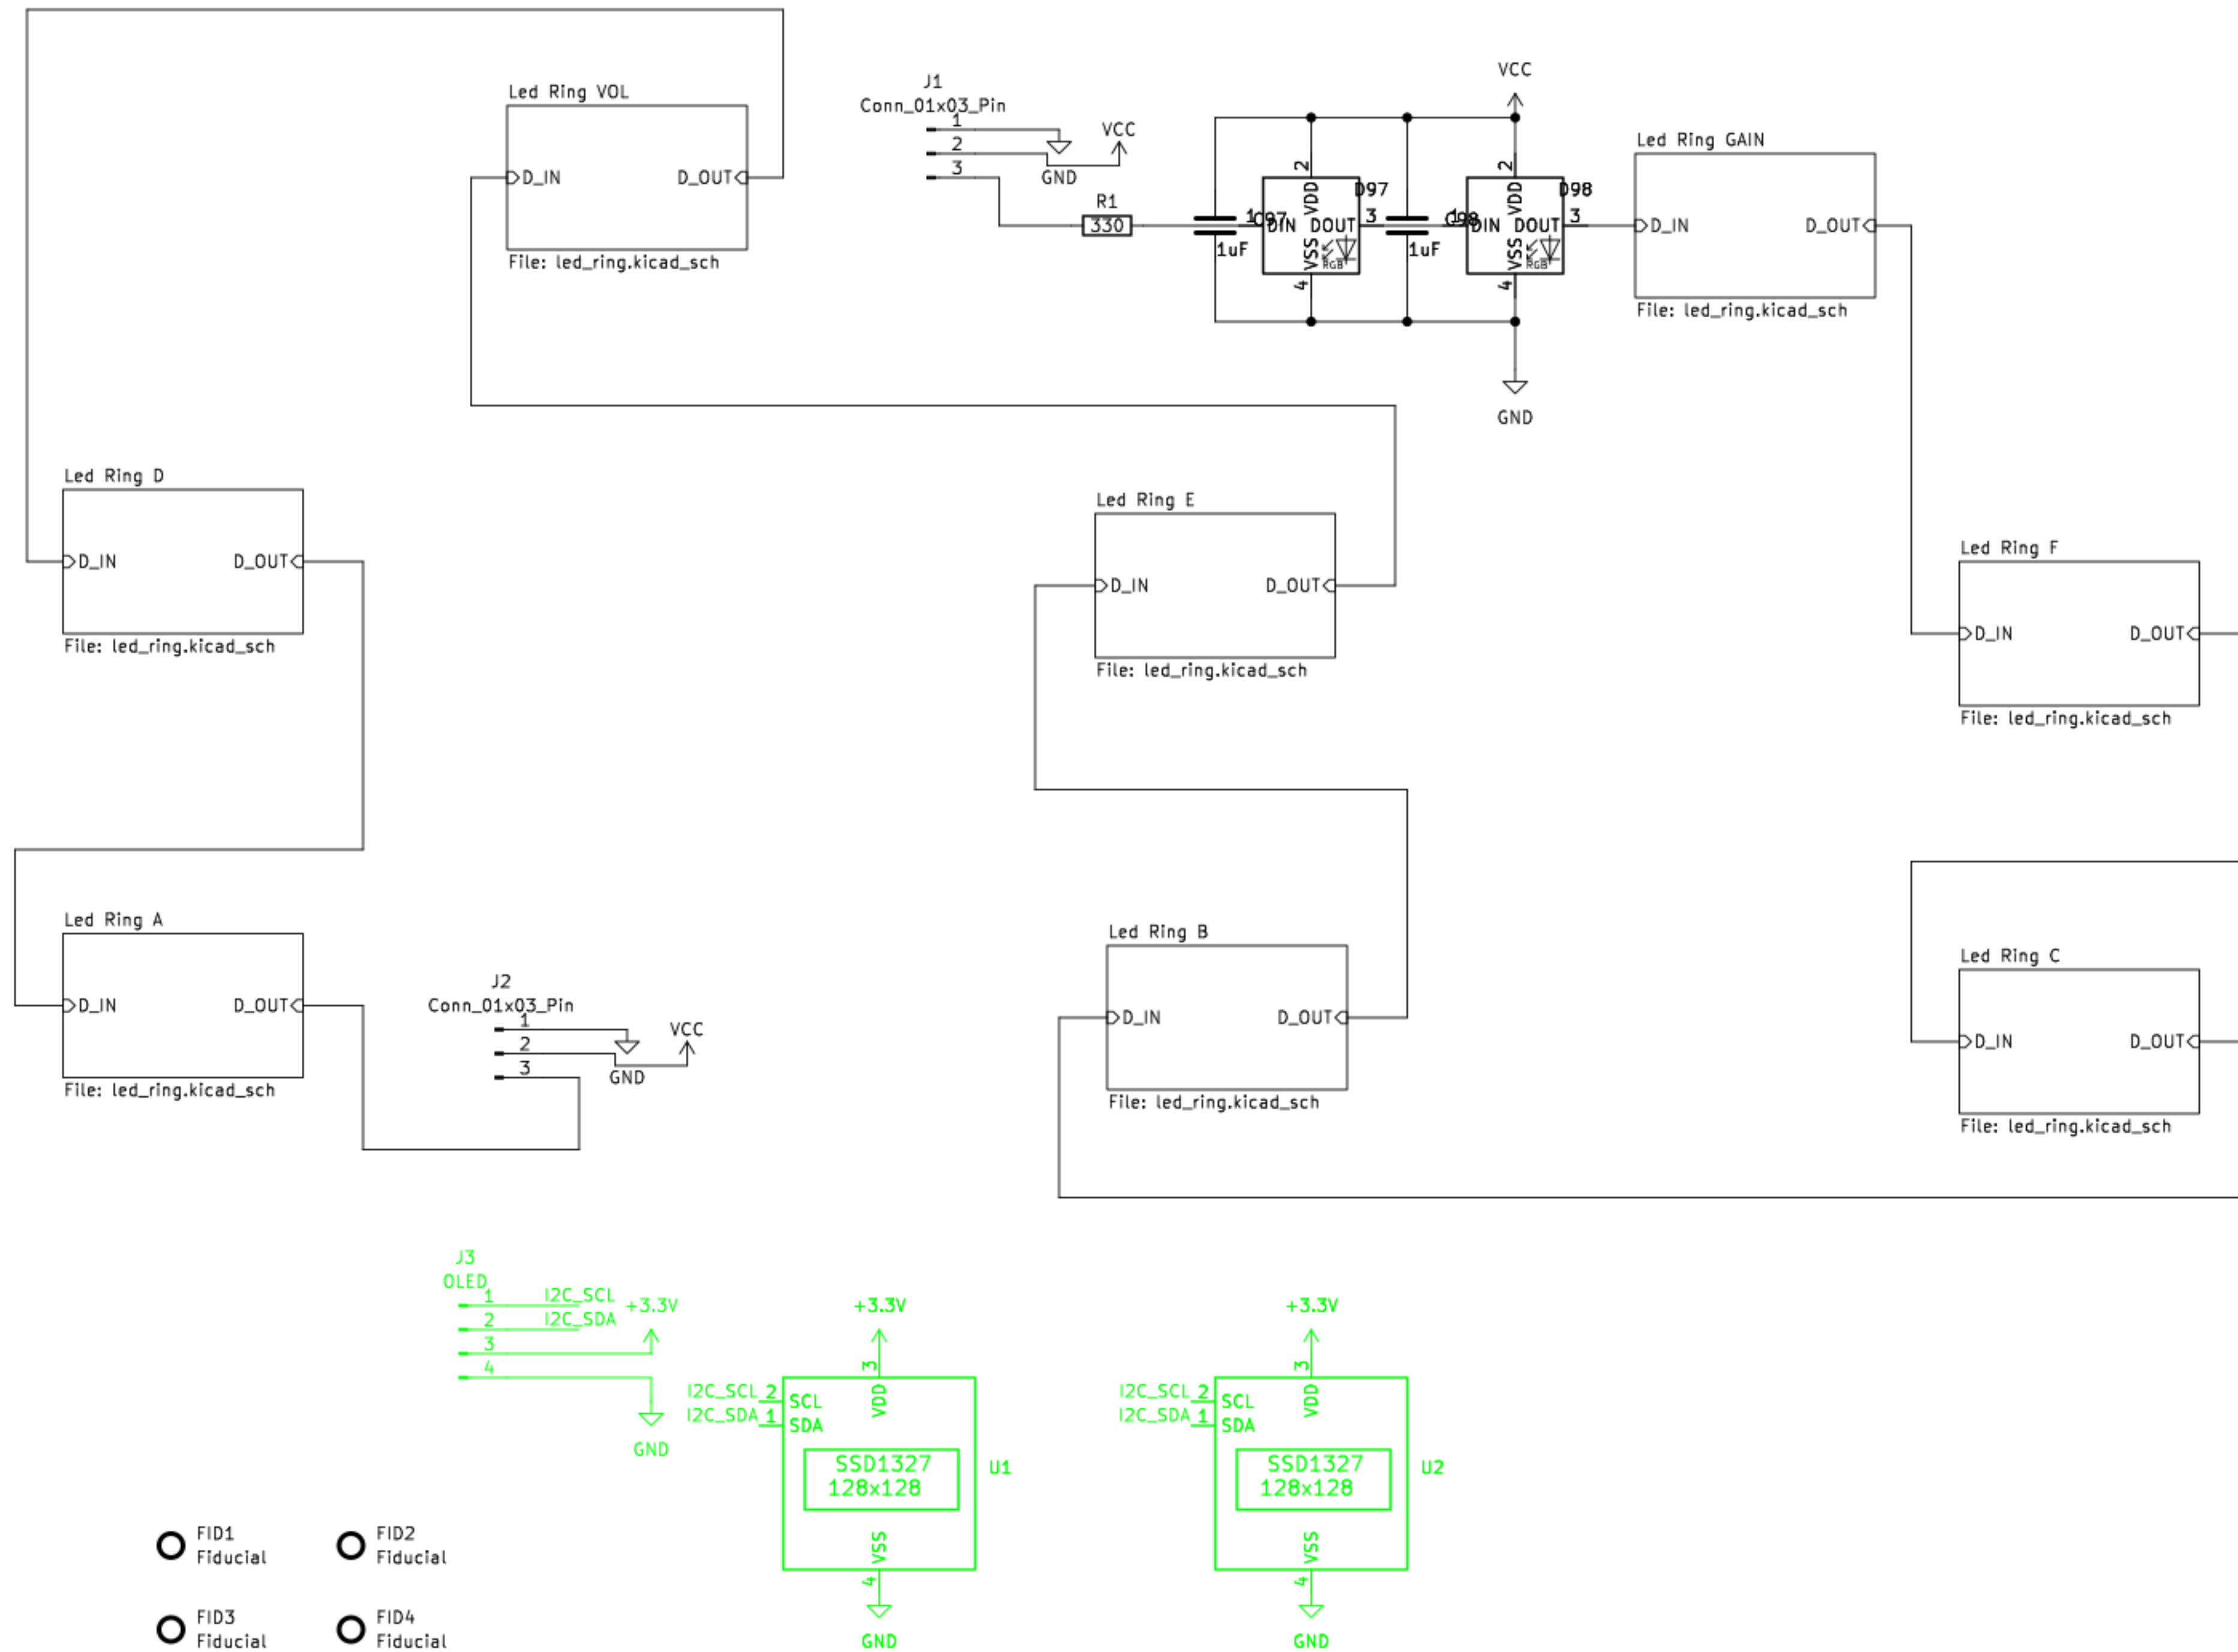 Led Ring VOL
D_IN
D_OUT
File: led_ring.kicad_sch
J1
Conn_01x03_Pin
1
2
3
VCC
GND
R1
330
VCC
1
C97
1uF
2
VDD
D97
DIN
DOUT
3
VSS
RGB
4
1
C98
1uF
2
VDD
D98
DIN
DOUT
3
VSS
RGB
4
GND
Led Ring GAIN
D_IN
D_OUT
File: led_ring.kicad_sch
Led Ring D
D_IN
D_OUT
File: led_ring.kicad_sch
Led Ring E
D_IN
D_OUT
File: led_ring.kicad_sch
Led Ring F
D_IN
D_OUT
File: led_ring.kicad_sch
Led Ring A
D_IN
D_OUT
File: led_ring.kicad_sch
J2
Conn_01x03_Pin
1
2
3
VCC
GND
Led Ring B
D_IN
D_OUT
File: led_ring.kicad_sch
Led Ring C
D_IN
D_OUT
File: led_ring.kicad_sch
J3
OLED
1
I2C_SCL
2
I2C_SDA
3
4
+3.3V
GND
+3.3V
3
VDD
I2C_SCL 2
SCL
I2C_SDA 1
SDA
SSD1327
128x128
U1
VSS
4
GND
+3.3V
3
VDD
I2C_SCL 2
SCL
I2C_SDA 1
SDA
SSD1327
128x128
U2
VSS
4
GND
FID1
Fiducial
FID2
Fiducial
FID3
Fiducial
FID4
Fiducial